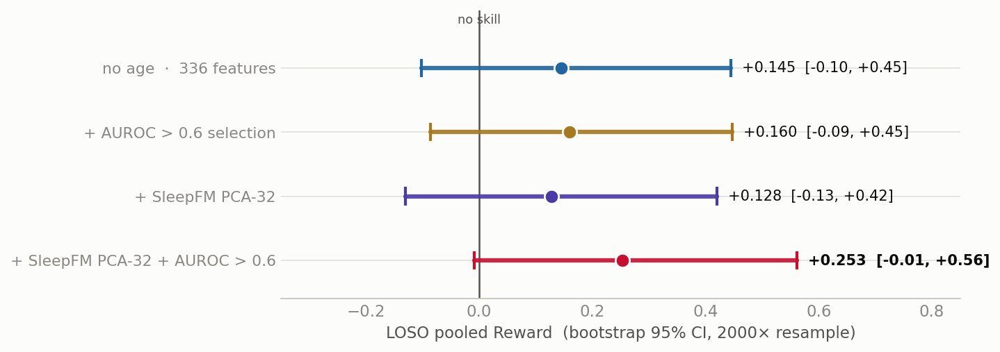 no skill
no age · 336 features
+0.145 [-0.10, +0.45]
+ AUROC > 0.6 selection
+0.160 [-0.09, +0.45]
+ SleepFM PCA-32
+0.128 [-0.13, +0.42]
+ SleepFM PCA-32 + AUROC > 0.6
+0.253 [-0.01, +0.56]
−0.2 0.0 0.2 0.4 0.6 0.8
LOSO pooled Reward (bootstrap 95% CI, 2000× resample)